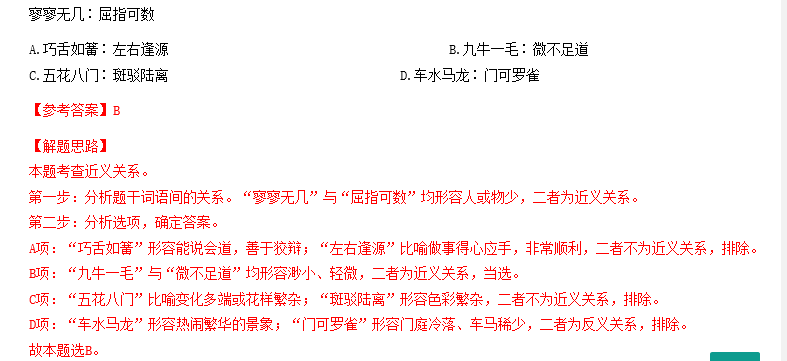 寥寥无几：屈指可数
A.巧舌如簧：左右逢源 B.九牛一毛：微不足道
C.五花八门：斑驳陆离 D.车水马龙：门可罗雀
【参考答案】B
【解题思路】
本题考查近义关系。
第一步：分析题干词语间的关系。“寥寥无几”与“屈指可数”均形容人或物少，二者为近义关系。
第二步：分析选项，确定答案。
A项：“巧舌如簧”形容能说会道，善于狡辩；“左右逢源”比喻做事得心应手，非常顺利，二者不为近义关系，排除。
B项：“九牛一毛”与“微不足道”均形容渺小、轻微，二者为近义关系，当选。
C项：“五花八门”比喻变化多端或花样繁杂；“斑驳陆离”形容色彩繁杂，二者不为近义关系，排除。
D项：“车水马龙”形容热闹繁华的景象；“门可罗雀”形容门庭冷落、车马稀少，二者为反义关系，排除。
故本题选B。